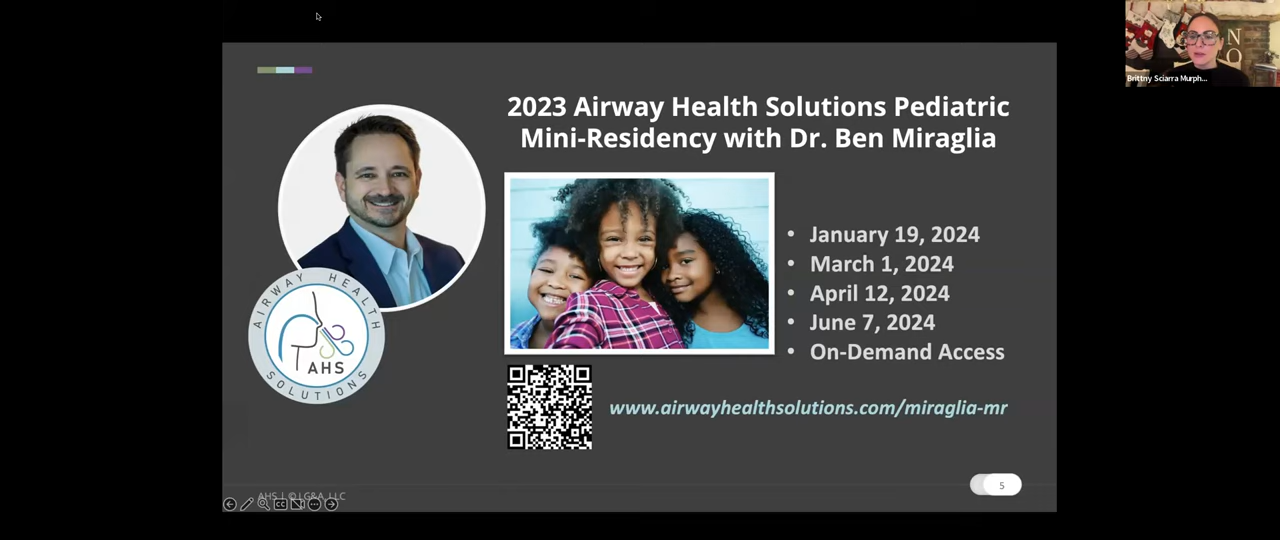 Brittny Sciarra Murph...
2023 Airway Health Solutions Pediatric
Mini-Residency with Dr. Ben Miraglia
• January 19, 2024
• March 1, 2024
• April 12, 2024
• June 7, 2024
• On-Demand Access
AIRWAY HEALTH
AHS
SOLUTIONS
www.airwayhealthsolutions.com/miraglia-mr
AHS | © LG&A, LLC
CC
5
N
O